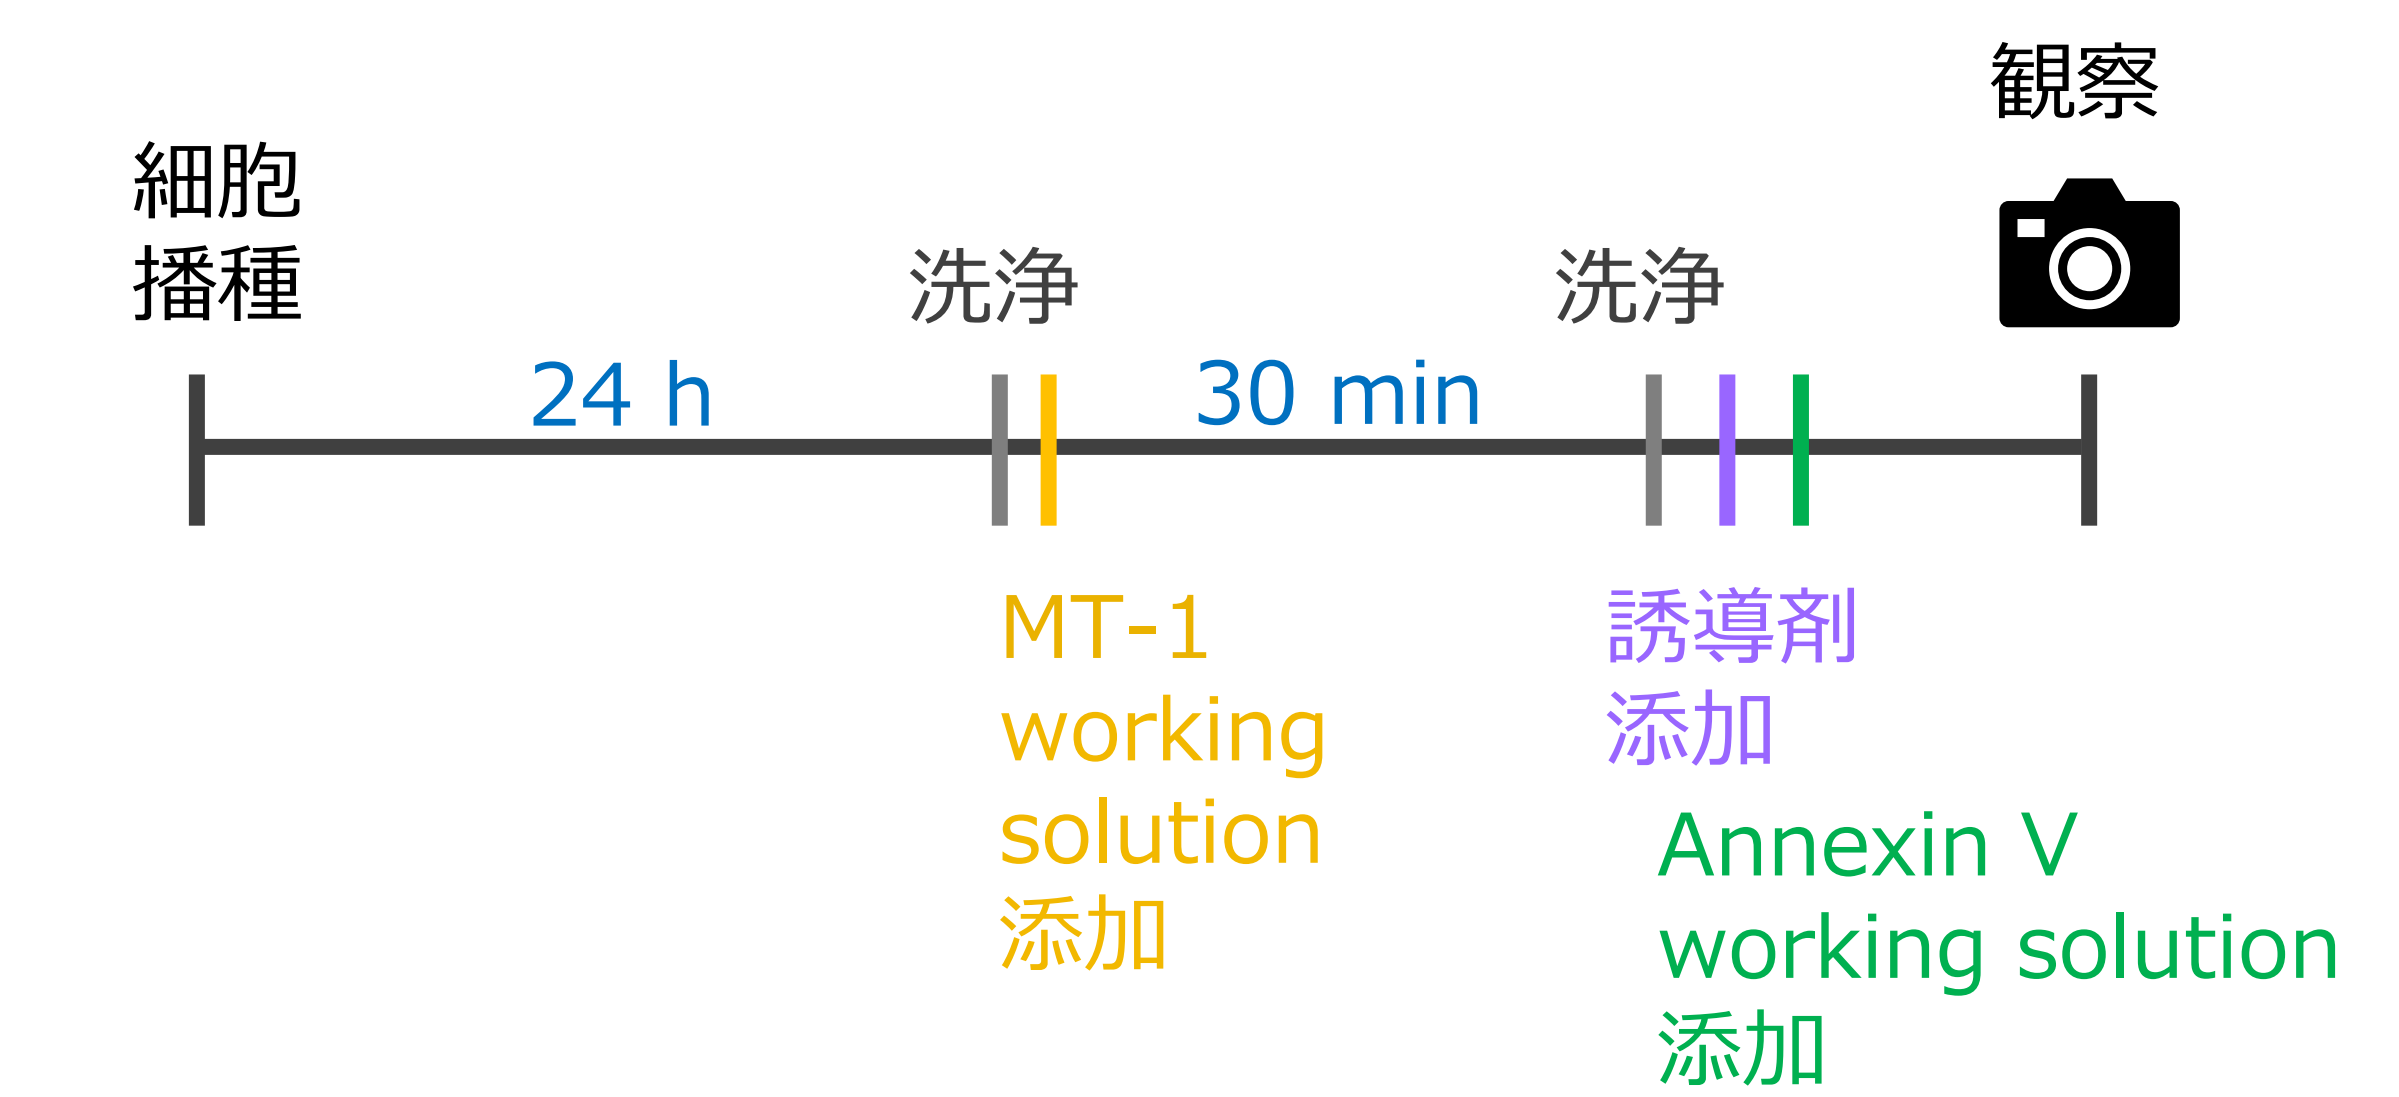 観察
細胞
播種
洗浄
洗浄
24 h
30 min
MT-1
working
solution
添加
誘導剤
添加
Annexin V
working solution
添加